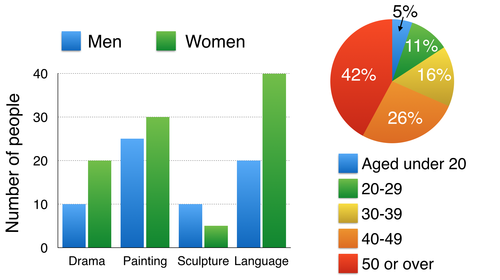 Men
Women
Number of people
40
30
20
10
0
Drama
Painting
Sculpture
Language
5%
11%
16%
26%
42%
Aged under 20
20-29
30-39
40-49
50 or over